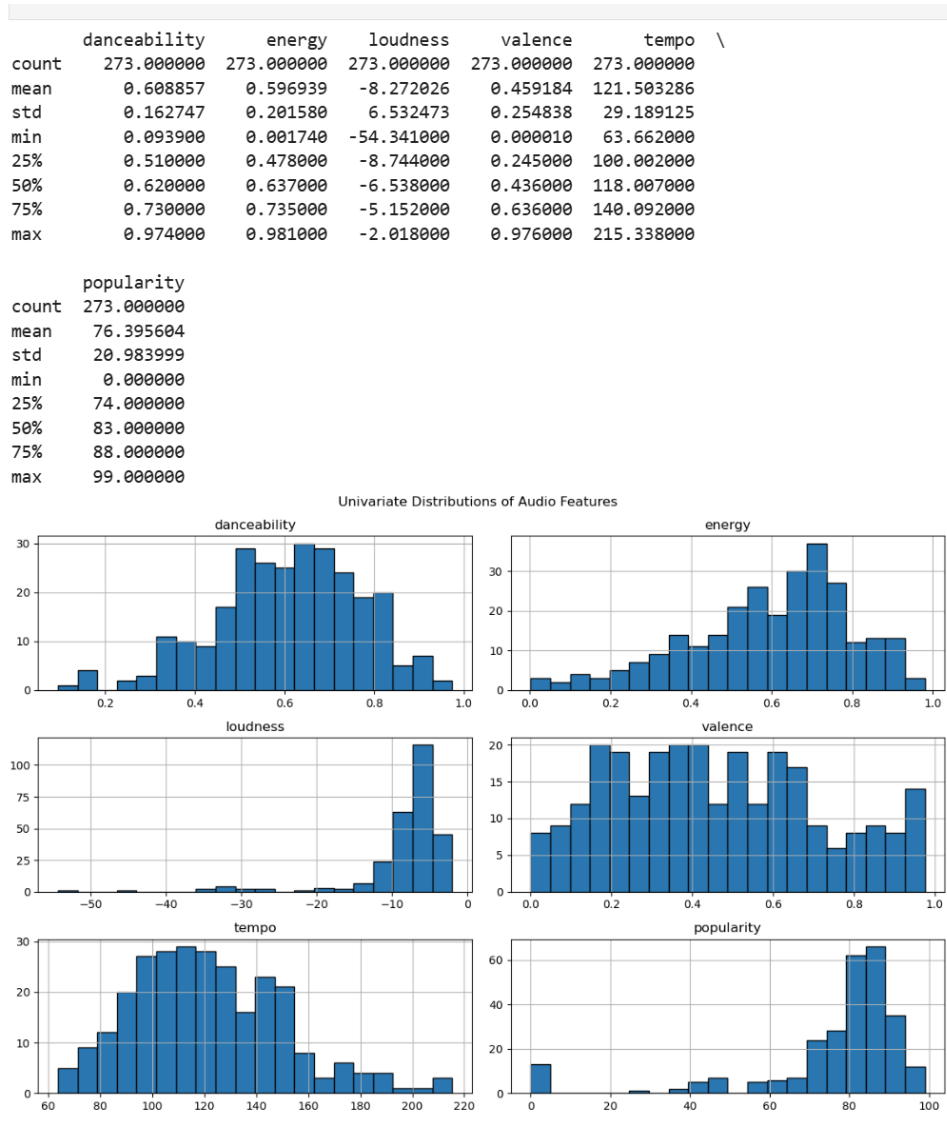 danceability energy loudness valence tempo \
count 273.000000 273.000000 273.000000 273.000000 273.000000
mean 0.608857 0.596939 -8.272026 0.459184 121.503286
std 0.162747 0.201580 6.532473 0.254838 29.189125
min 0.093900 0.001740 -54.341000 0.000010 63.662000
25% 0.510000 0.478000 -8.744000 0.245000 100.002000
50% 0.620000 0.637000 -6.538000 0.436000 118.007000
75% 0.730000 0.735000 -5.152000 0.636000 140.092000
max 0.974000 0.981000 -2.018000 0.976000 215.338000
popularity
count 273.000000
mean 76.395604
std 20.983999
min 0.000000
25% 74.000000
50% 83.000000
75% 88.000000
max 99.000000
Univariate Distributions of Audio Features
danceability
30
20
10
0
0.2 0.4 0.6 0.8 1.0
energy
30
20
10
0
0.0 0.2 0.4 0.6 0.8 1.0
loudness
100
75
50
25
0
−50 −40 −30 −20 −10 0
valence
20
15
10
5
0
0.0 0.2 0.4 0.6 0.8 1.0
tempo
30
20
10
0
60 80 100 120 140 160 180 200 220
popularity
60
40
20
0
0 20 40 60 80 100